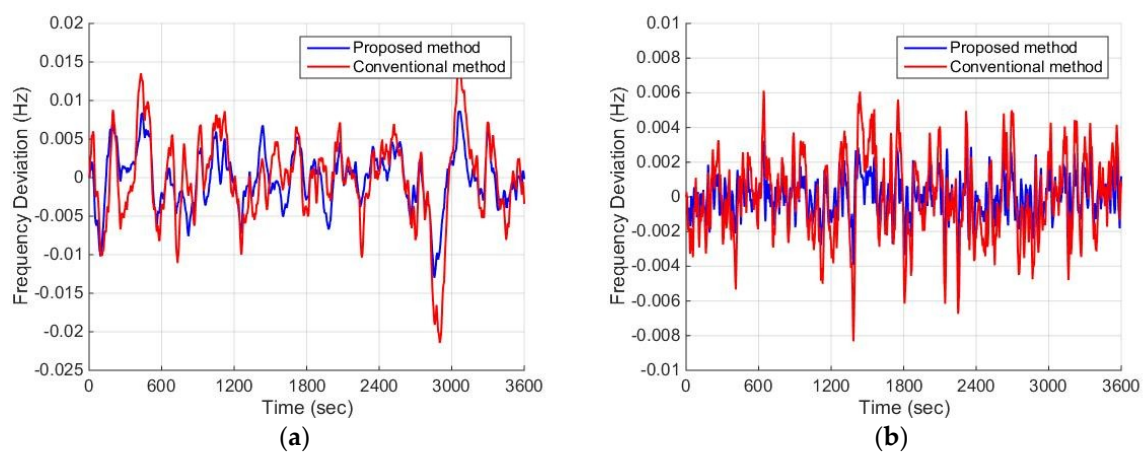 0.02
0.015
0.01
0.005
0
-0.005
-0.01
-0.015
-0.02
-0.025
Frequency Deviation (Hz)
Proposed method
Conventional method
0 600 1200 1800 2400 3000 3600
Time (sec)
(a)
0.01
0.008
0.006
0.004
0.002
0
-0.002
-0.004
-0.006
-0.008
-0.01
Frequency Deviation (Hz)
Proposed method
Conventional method
0 600 1200 1800 2400 3000 3600
Time (sec)
(b)